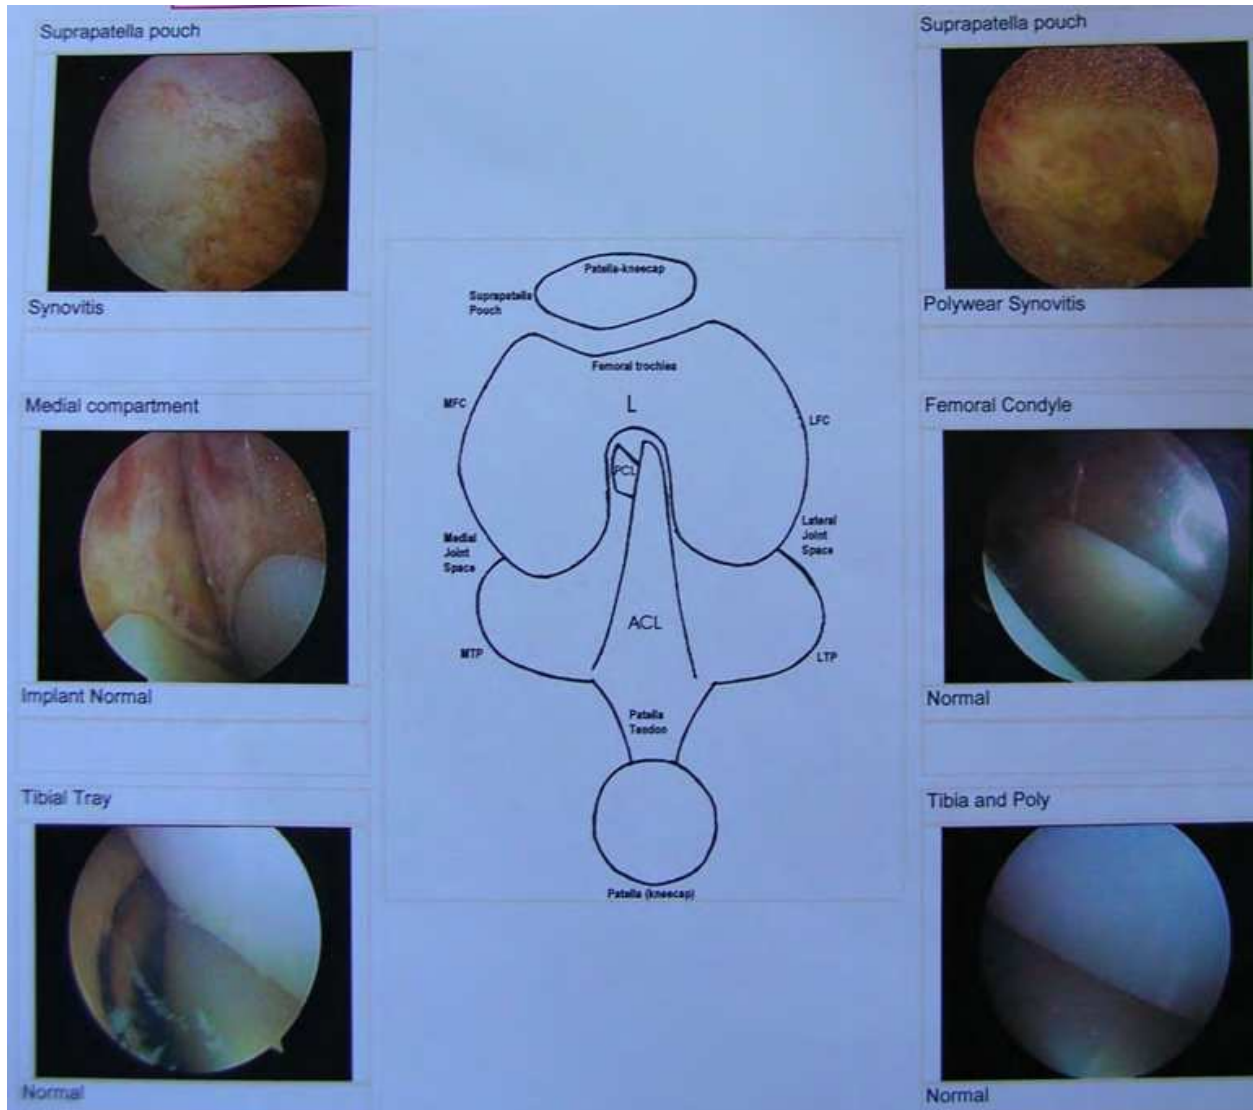 Suprapatella pouch
Synovitis
Medial compartment
Implant Normal
Tibial Tray
Normal
Patella-kneecap
Suprapatella
Pouch
Femoral trochlea
MFC
L
LFC
PCL
Medial
Joint
Space
Lateral
Joint
Space
ACL
MTP
LTP
Patella
Tendon
Patella (kneecap)
Suprapatella pouch
Polywear Synovitis
Femoral Condyle
Normal
Tibia and Poly
Normal